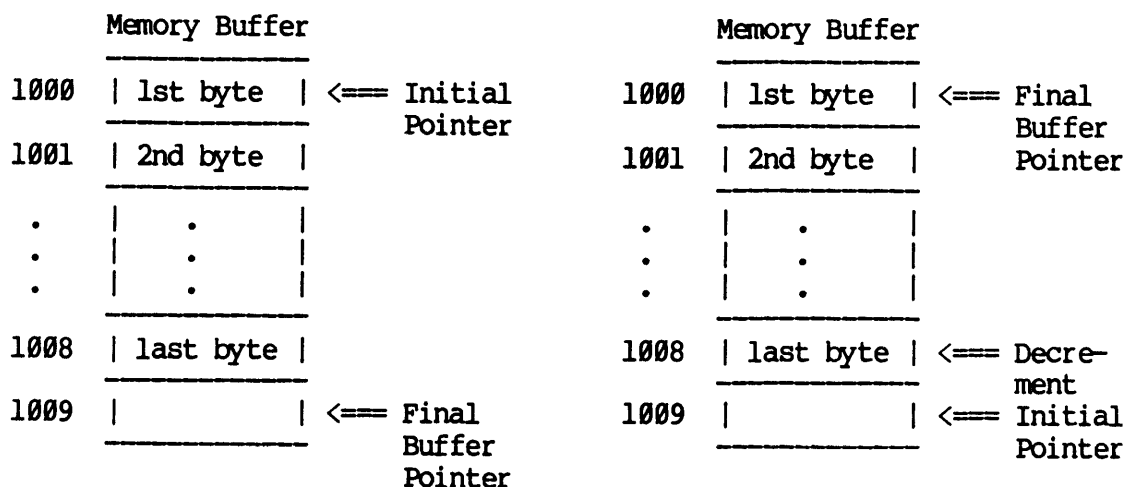 Memory Buffer
1000 | 1st byte | <=== Initial
Pointer
1001 | 2nd byte |
. | . |
. | . |
. | . |
1008 | last byte |
1009 | | <=== Final
Buffer
Pointer
Memory Buffer
1000 | 1st byte | <=== Final
Buffer
1001 | 2nd byte | Pointer
. | . |
. | . |
. | . |
1008 | last byte | <=== Decre-
ment
1009 | | <=== Initial
Pointer